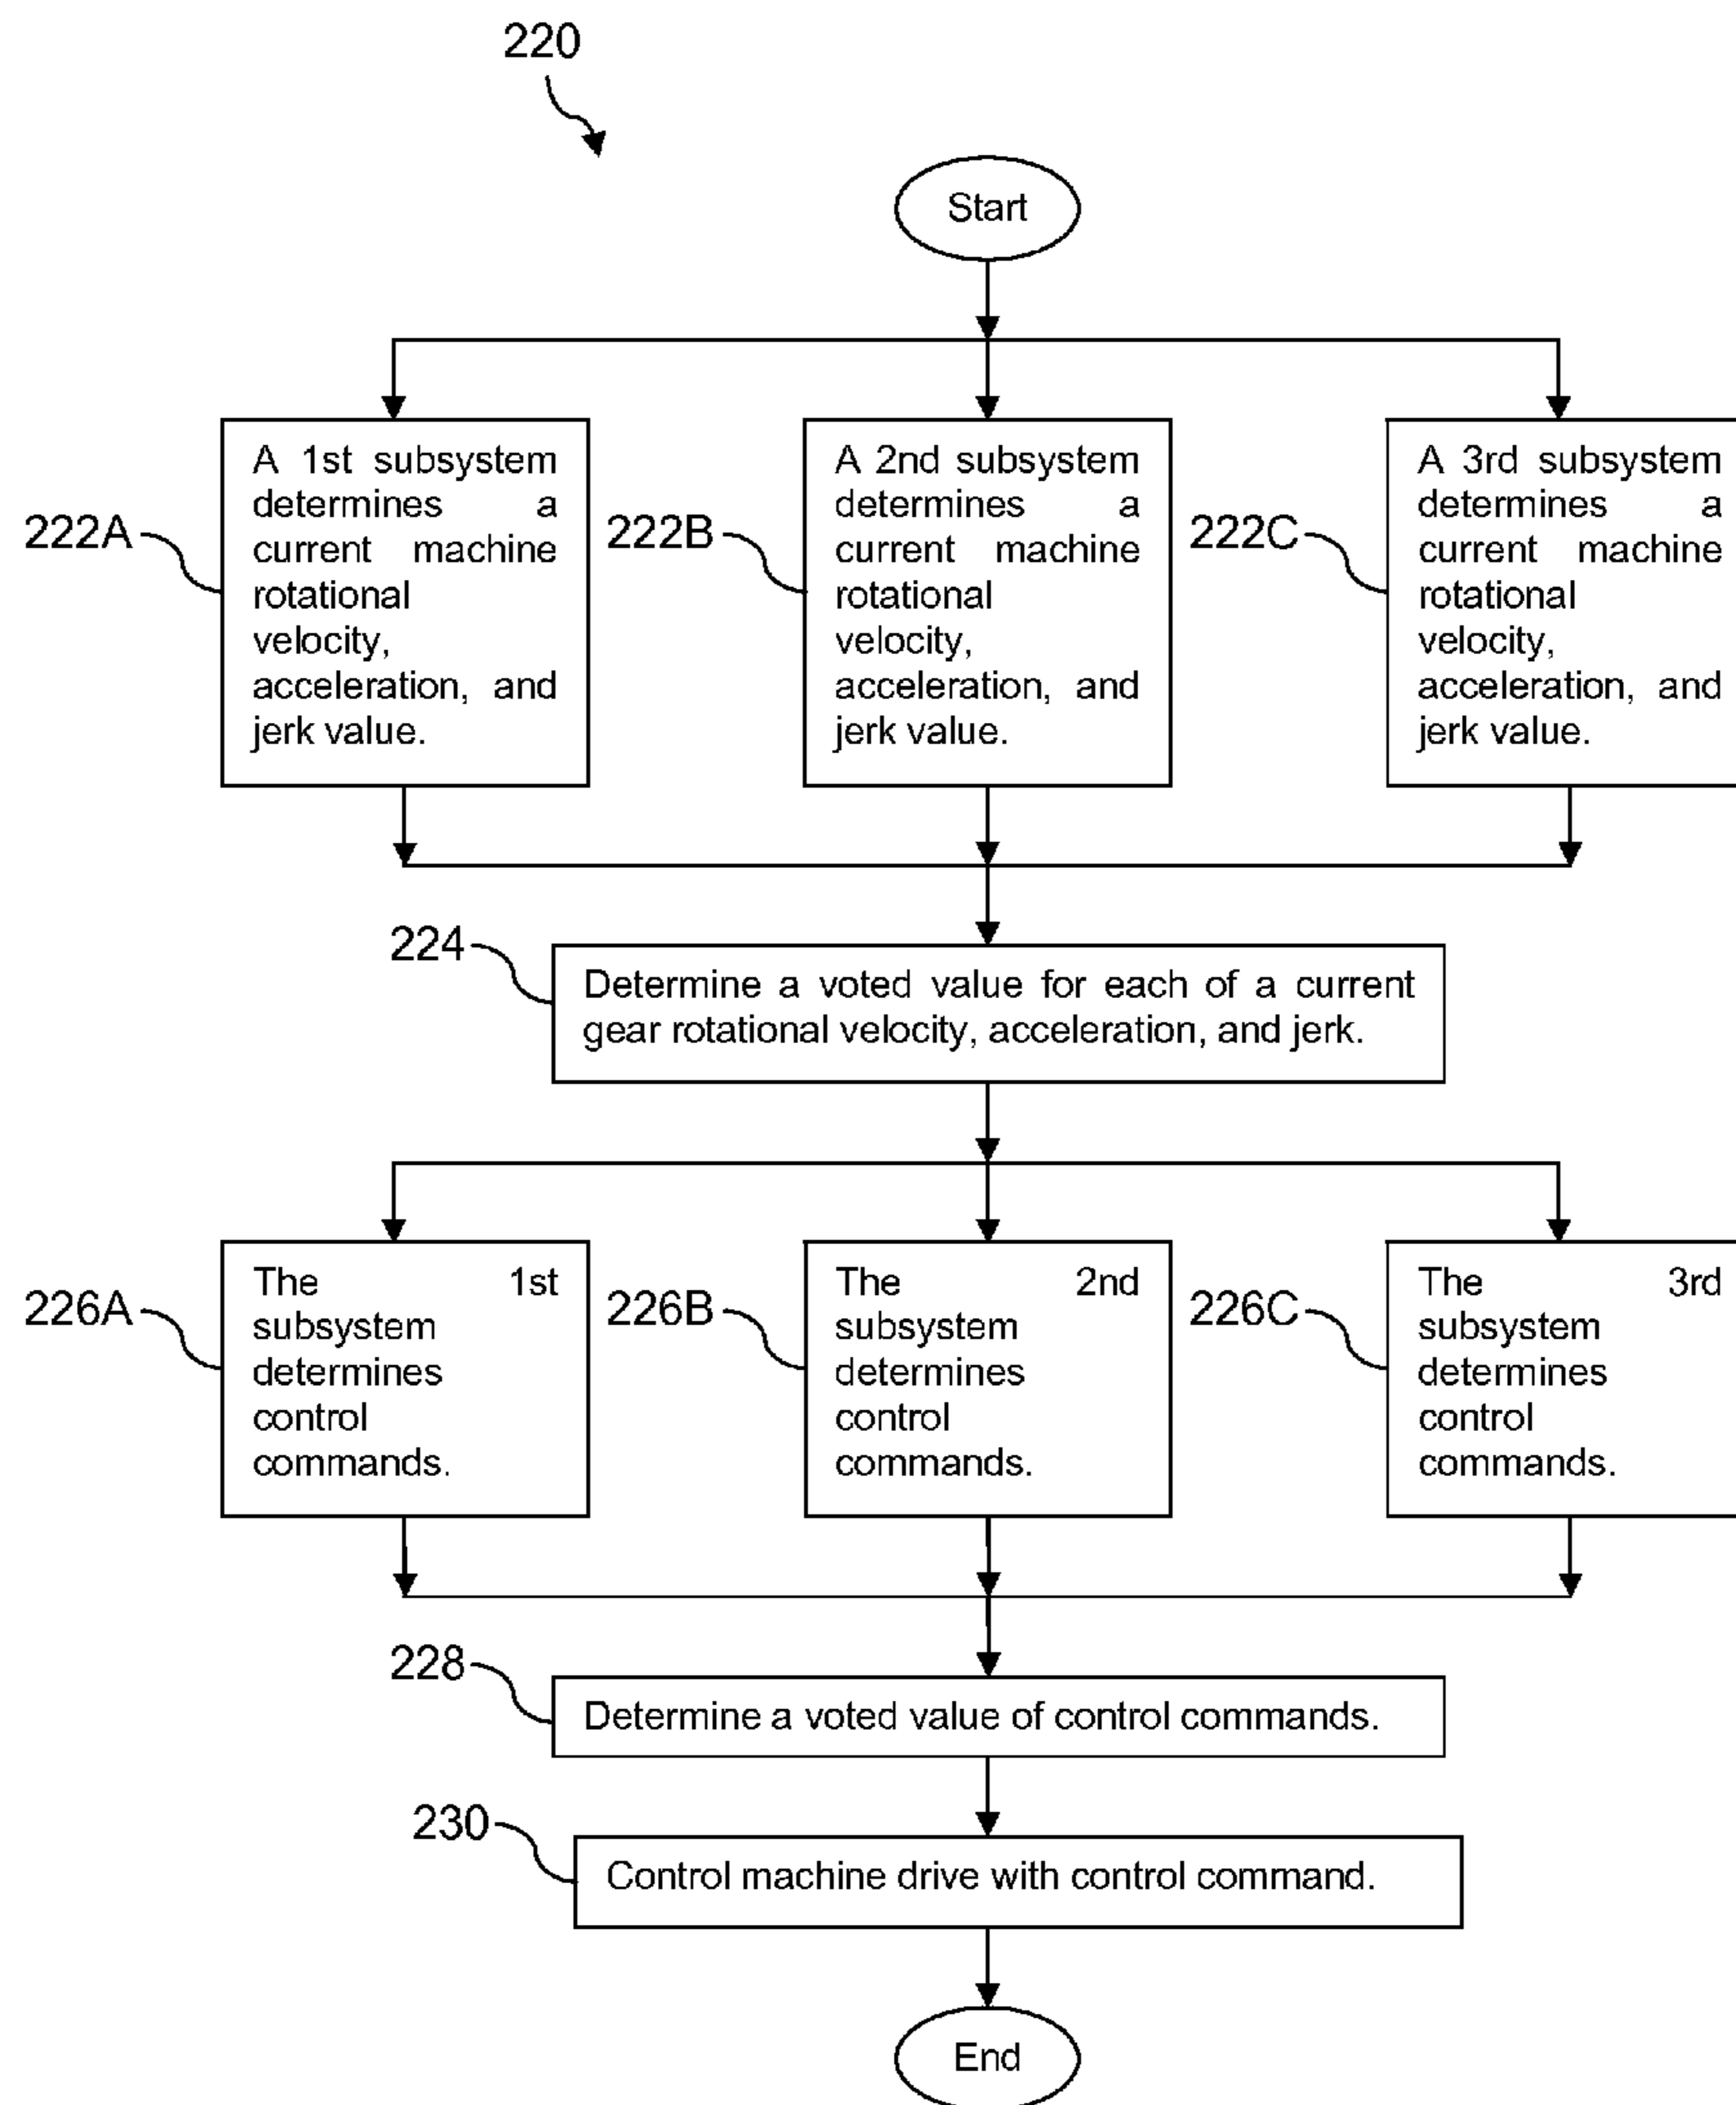 220
Start
222A
A 1st subsystem
determines a
current machine
rotational
velocity,
acceleration, and
jerk value.
222B
A 2nd subsystem
determines a
current machine
rotational
velocity,
acceleration, and
jerk value.
222C
A 3rd subsystem
determines a
current machine
rotational
velocity,
acceleration, and
jerk value.
224
Determine a voted value for each of a current
gear rotational velocity, acceleration, and jerk.
226A
The 1st
subsystem
determines
control
commands.
226B
The 2nd
subsystem
determines
control
commands.
226C
The 3rd
subsystem
determines
control
commands.
228
Determine a voted value of control commands.
230
Control machine drive with control command.
End